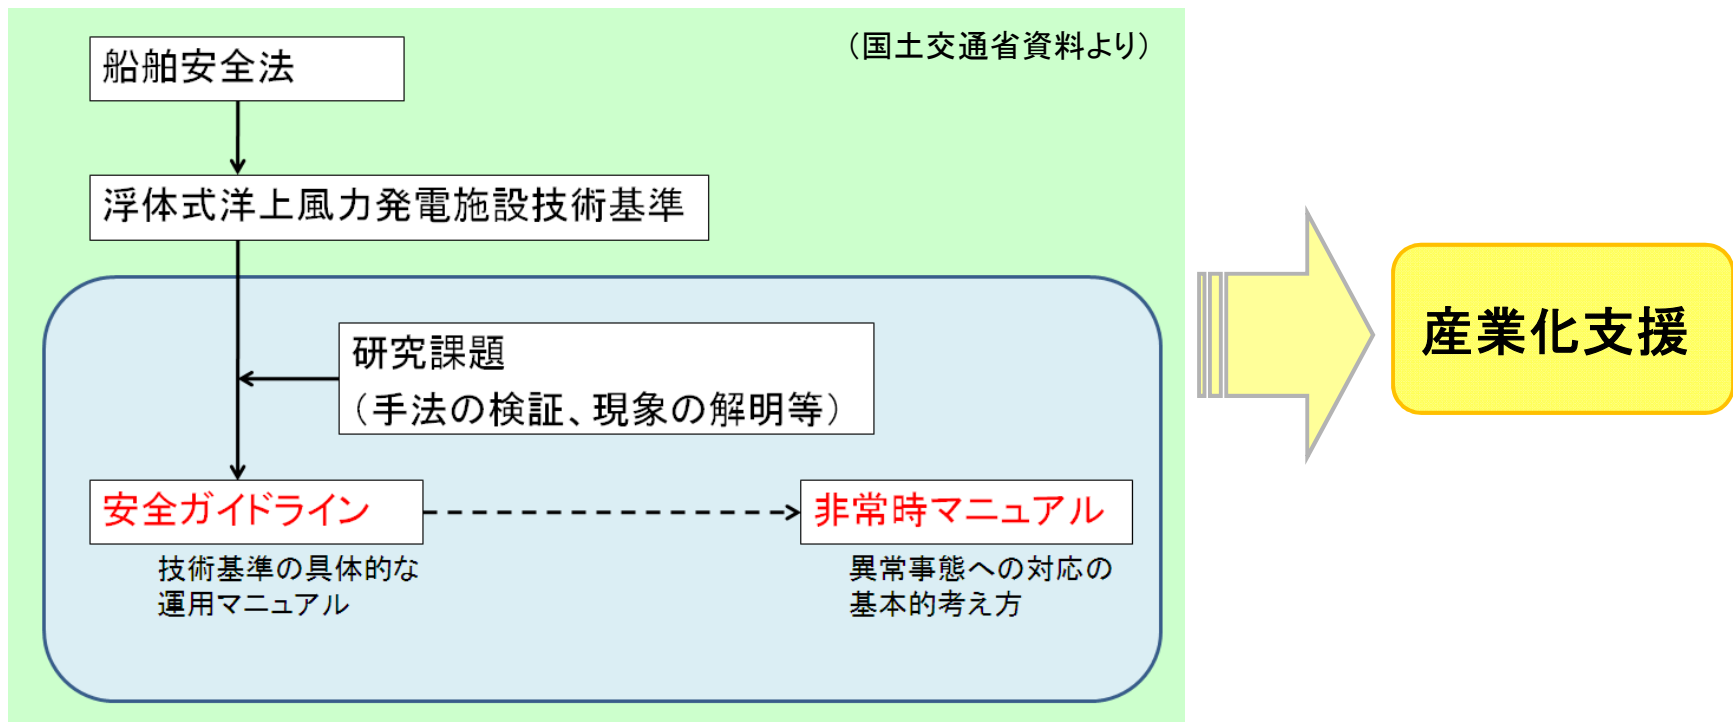 (国土交通省資料より)
船舶安全法
浮体式洋上風力発電施設技術基準
研究課題
(手法の検証、現象の解明等)
安全ガイドライン
技術基準の具体的な
運用マニュアル
非常時マニュアル
異常事態への対応の
基本的考え方
産業化支援